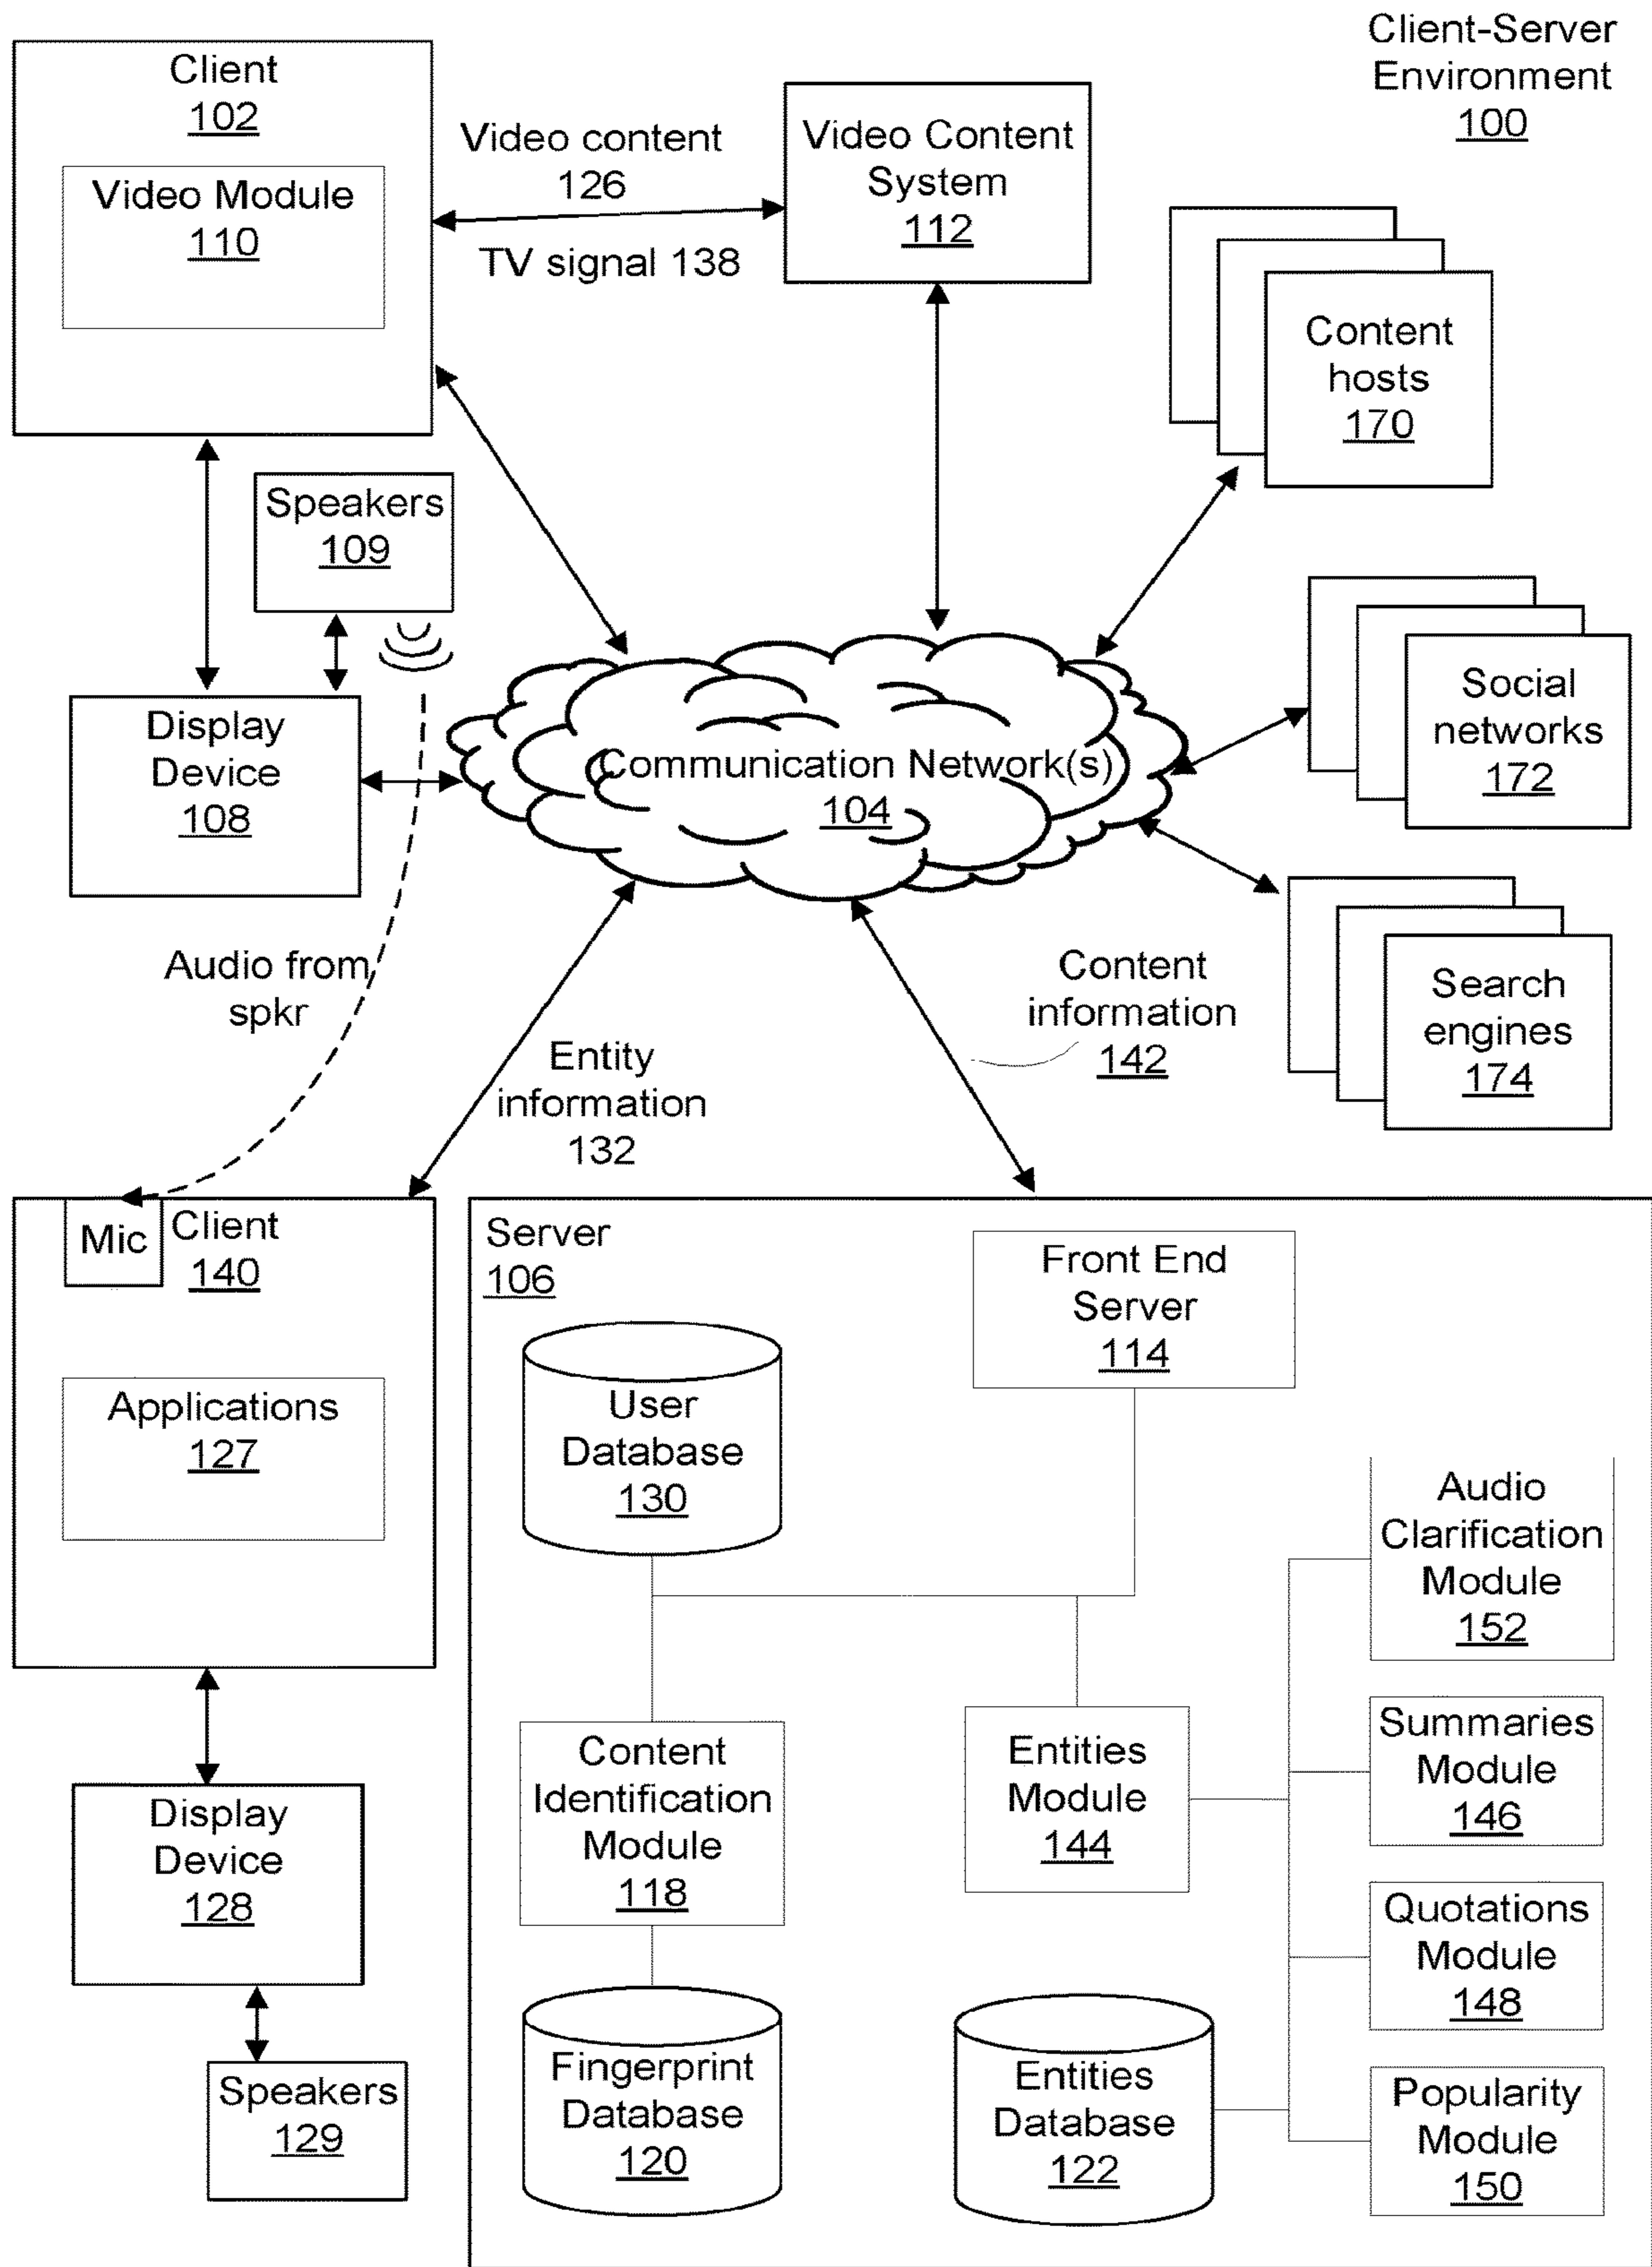 Client-Server
Environment
100
Client
102
Video Module
110
Video content
126
TV signal 138
Video Content
System
112
Content
hosts
170
Speakers
109
Social
networks
172
Display
Device
108
Communication Network(s)
104
Search
engines
174
Audio from
spkr
Content
information
142
Entity
information
132
Mic
Client
140
Applications
127
Display
Device
128
Speakers
129
Server
106
Front End
Server
114
User
Database
130
Audio
Clarification
Module
152
Content
Identification
Module
118
Entities
Module
144
Summaries
Module
146
Quotations
Module
148
Fingerprint
Database
120
Entities
Database
122
Popularity
Module
150